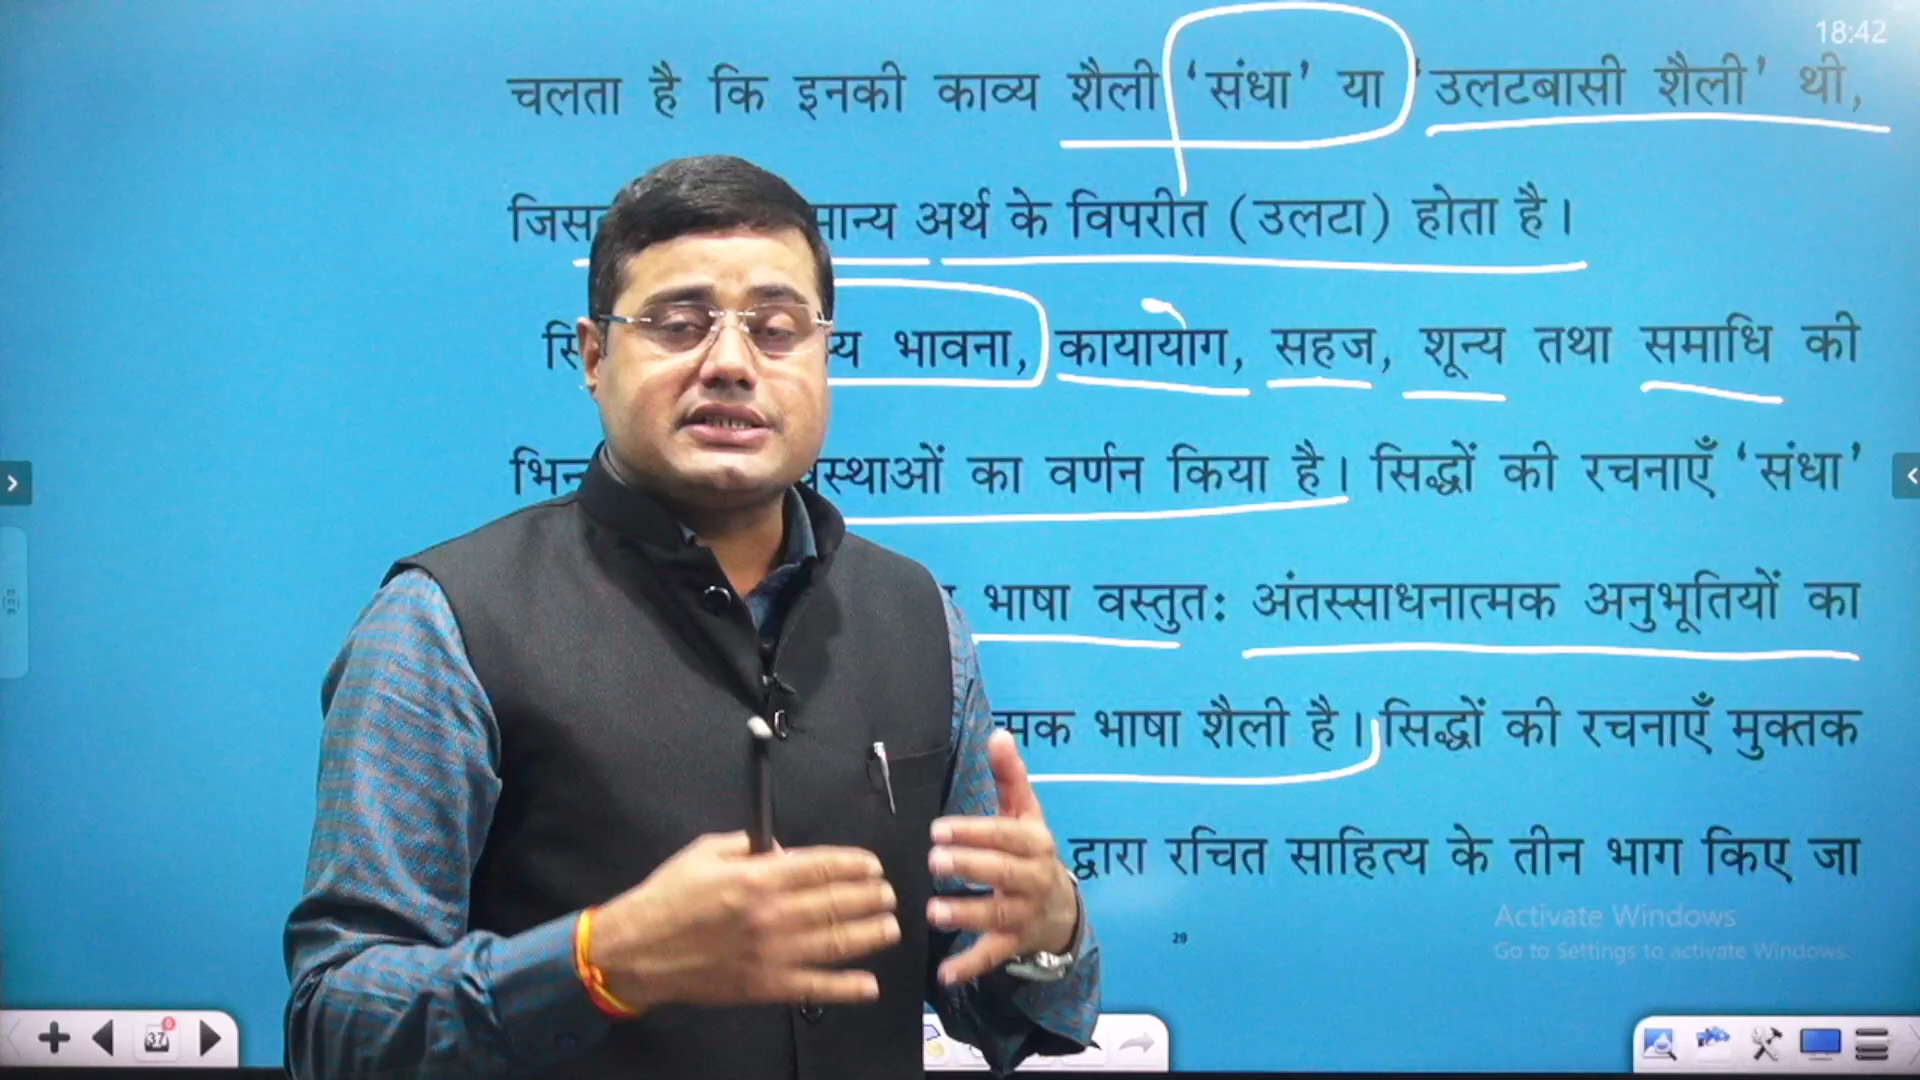 18:42
चलता है कि इनकी काव्य शैली ‘संधा’ या ‘उलटबासी शैली’ थी,
अर्थ के विपरीत (उलटा) होता है।
भावना, कायायोग, सहज, शून्य तथा समाधि की
का वर्णन किया है। सिद्धों की रचनाएँ ‘संधा’
भाषा वस्तुत: अंतस्साधनात्मक अनुभूतियों का
भाषा शैली है। सिद्धों की रचनाएँ मुक्तक
द्वारा रचित साहित्य के तीन भाग किए जा
29
Activate Windows
Go to Settings to activate Windows.
37